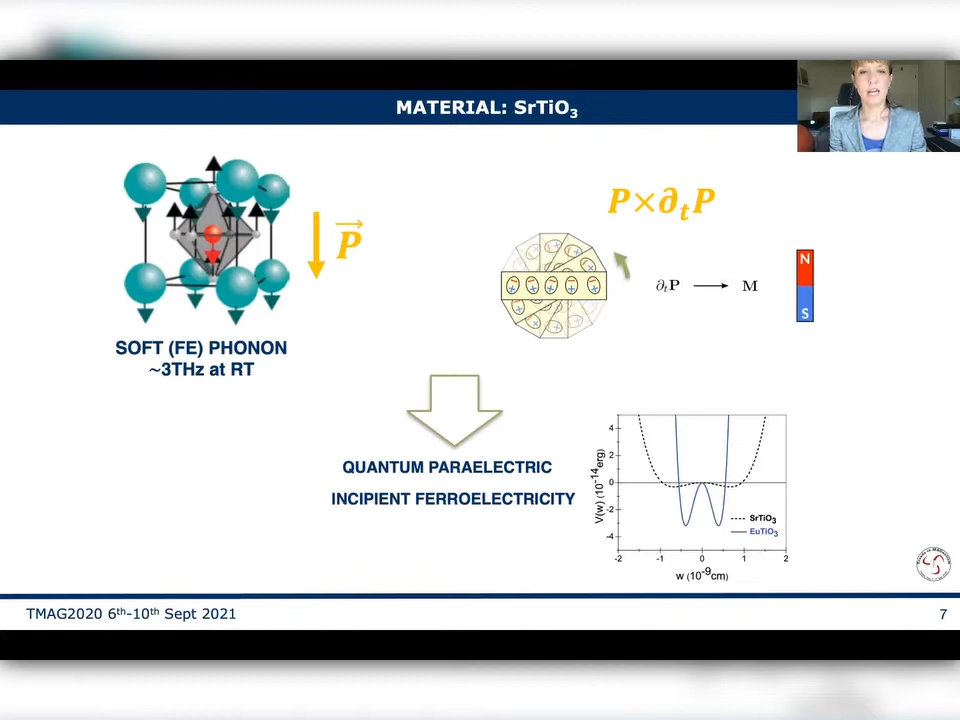 MATERIAL: SrTiO3
P×∂tP
P
N
∂tP → M
S
SOFT (FE) PHONON
~3THz at RT
QUANTUM PARAELECTRIC
INCIPIENT FERROELECTRICITY
V(w) (10^-14 erg)
4
2
0
-2
-4
SrTiO3
EuTiO3
-2 -1 0 1 2
w (10^-9 cm)
TMAG2020 6th-10th Sept 2021
7